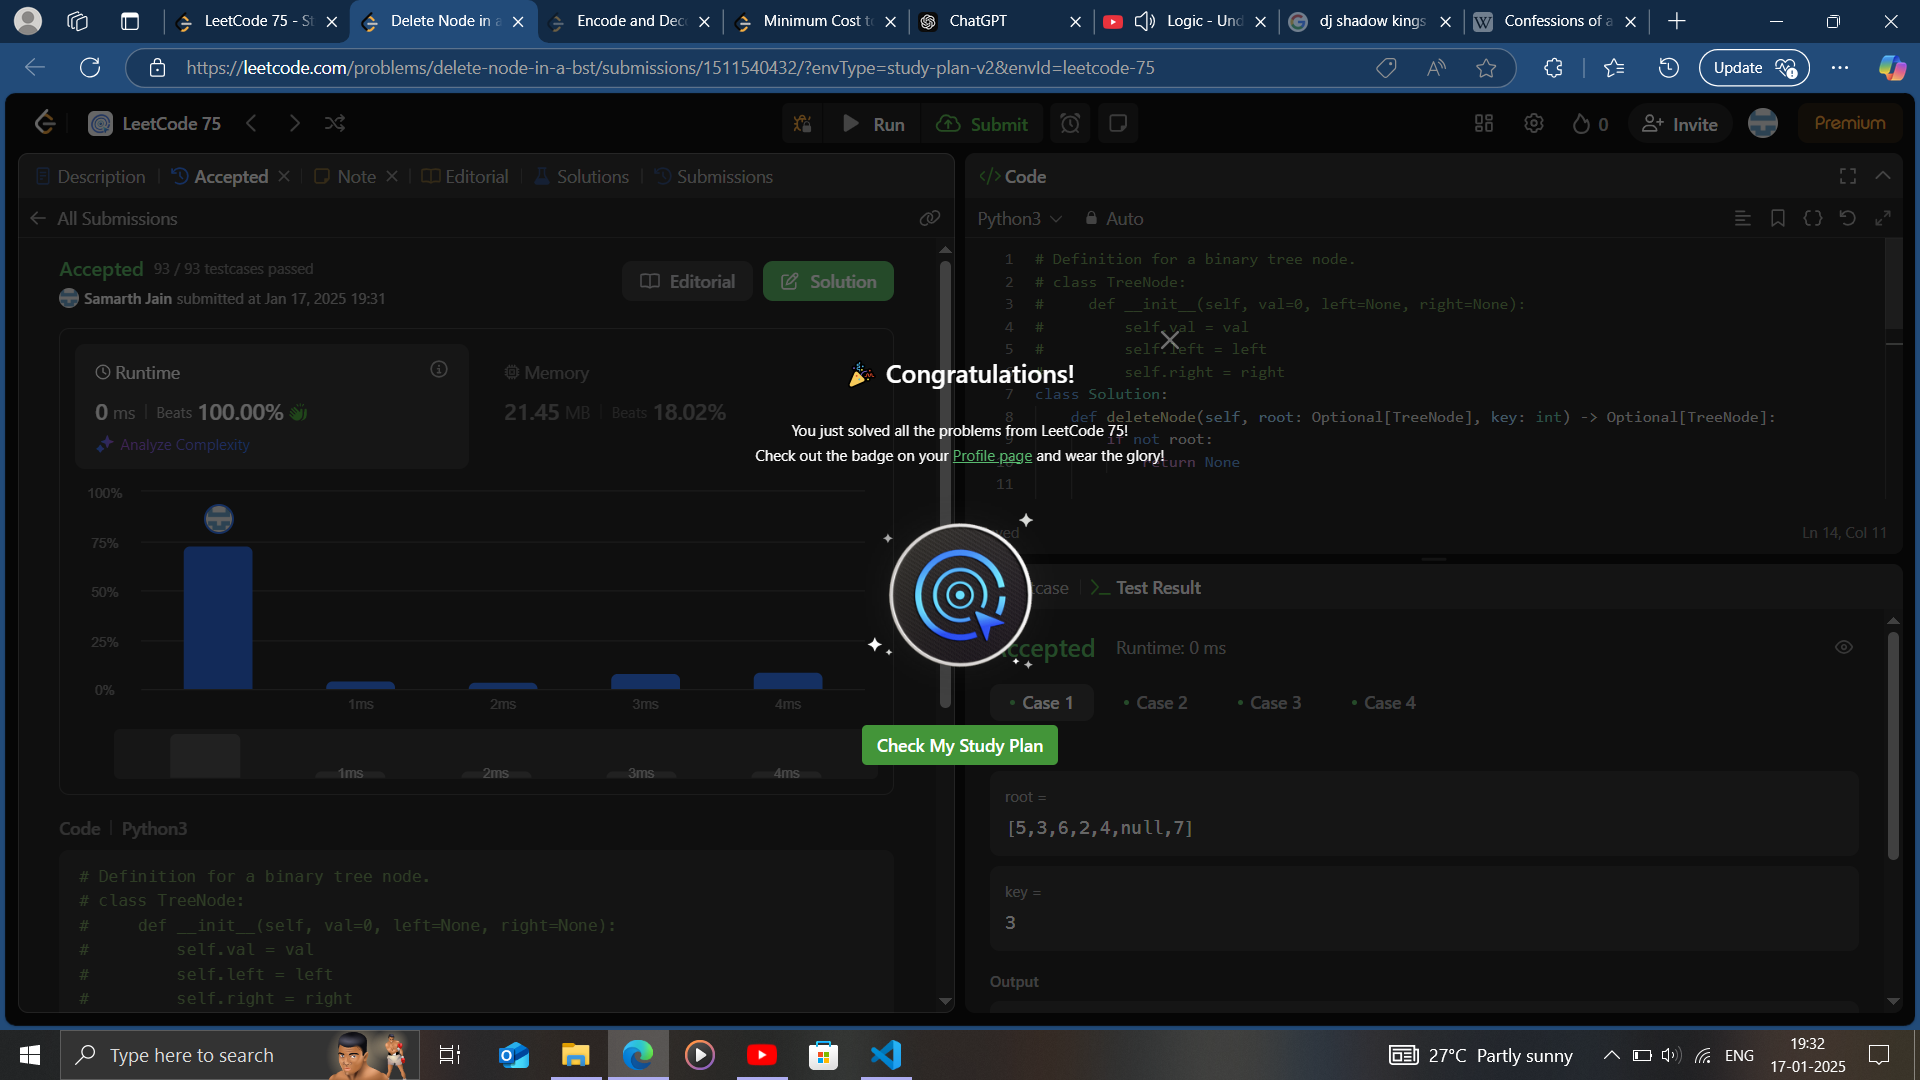 LeetCode 75 - St
Delete Node in a
Encode and Dec
Minimum Cost to
ChatGPT
Logic - Und
dj shadow kings
Confessions of a
https://leetcode.com/problems/delete-node-in-a-bst/submissions/1511540432/?envType=study-plan-v2&envId=leetcode-75
Update
LeetCode 75
Run
Submit
0
Invite
Premium
Description
Accepted
Note
Editorial
Solutions
Submissions
All Submissions
Accepted 93 / 93 testcases passed
Samarth Jain submitted at Jan 17, 2025 19:31
Editorial
Solution
Runtime
0 ms | Beats 100.00%
Analyze Complexity
Memory
21.45 MB | Beats 18.02%
100%
75%
50%
25%
0%
1ms 2ms 3ms 4ms
1ms 2ms 3ms 4ms
Code | Python3
# Definition for a binary tree node.
# class TreeNode:
#     def __init__(self, val=0, left=None, right=None):
#         self.val = val
#         self.left = left
#         self.right = right
Congratulations!
You just solved all the problems from LeetCode 75!
Check out the badge on your Profile page and wear the glory!
Check My Study Plan
</> Code
Python3
Auto
1 # Definition for a binary tree node.
2 # class TreeNode:
3 #     def __init__(self, val=0, left=None, right=None):
4 #         self.val = val
5 #         self.left = left
self.right = right
7 class Solution:
8     def deleteNode(self, root: Optional[TreeNode], key: int) -> Optional[TreeNode]:
9         if not root:
10             return None
11
Ln 14, Col 11
Test Result
Accepted
Runtime: 0 ms
Case 1
Case 2
Case 3
Case 4
root =
[5,3,6,2,4,null,7]
key =
3
Output
Type here to search
27°C Partly sunny
ENG
19:32
17-01-2025